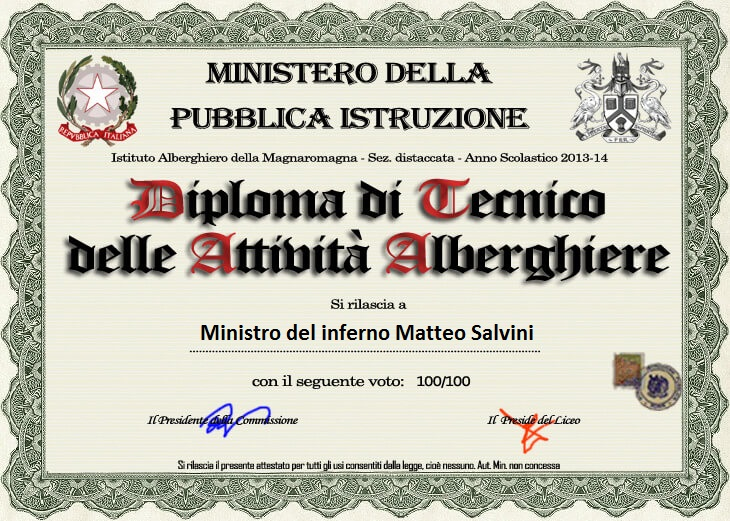 MINISTERO DELLA
PUBBLICA ISTRUZIONE
REPVBBLICA ITALIANA
Istituto Alberghiero della Magnaromagna - Sez. distaccata - Anno Scolastico 2013-14
Diploma di Tecnico
delle Attività Alberghiere
Si rilascia a
Ministro del inferno Matteo Salvini
con il seguente voto: 100/100
Il Presidente della Commissione
Il Preside del Liceo
Si rilascia il presente attestato per tutti gli usi consentiti dalla legge, cioè nessuno. Aut. Min. non concessa